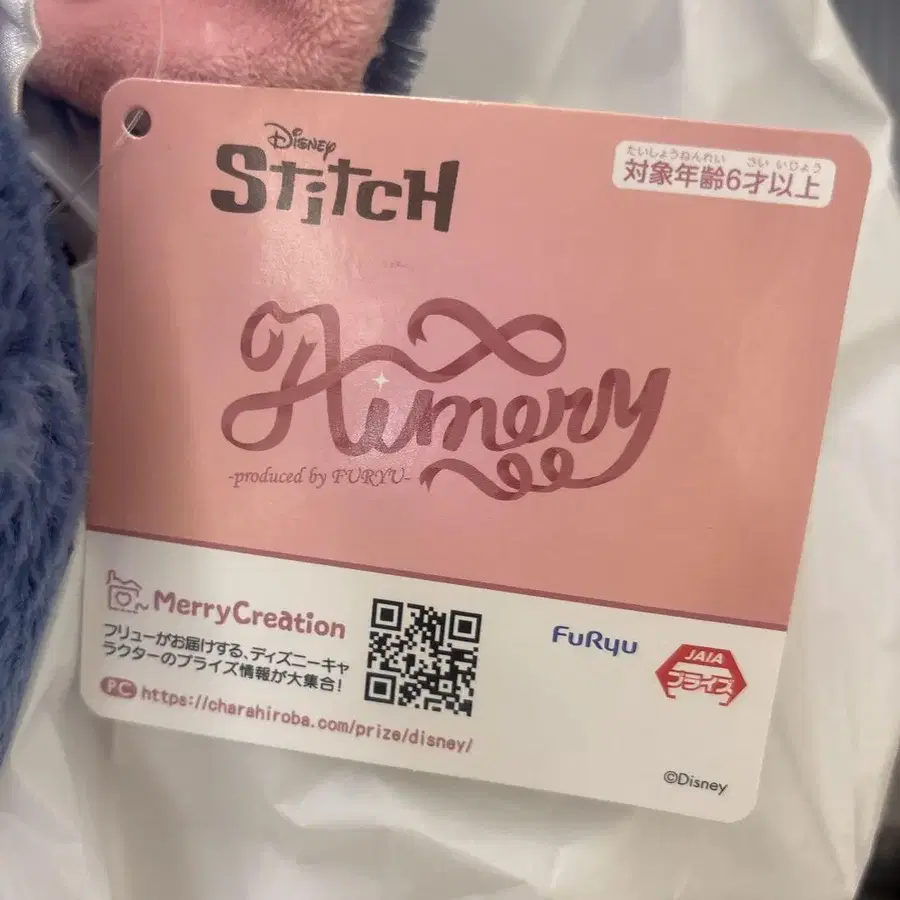 Disney
Stitch
たいしょうねんれい さい いじょう
対象年齢6才以上
Aimerry
-produced by FURYU-
MerryCreation
フリューがお届けする、ディズニーキャ
ラクターのプライズ情報が大集合!
PC https://charahiroba.com/prize/disney/
FuRyu
JAIA
プライズ
©Disney